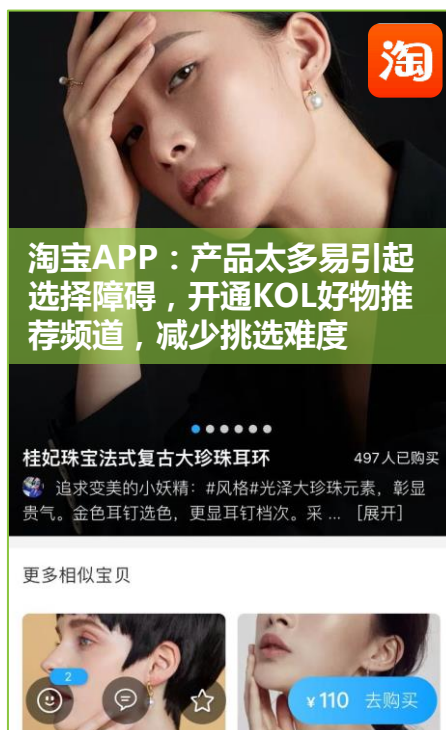 淘
淘宝APP：产品太多易引起
选择障碍，开通KOL好物推
荐频道，减少挑选难度
桂妃珠宝法式复古大珍珠耳环 497人已购买
追求变美的小妖精：#风格#光泽大珍珠元素，彰显
贵气。金色耳钉选色，更显耳钉档次。采 ... [展开]
更多相似宝贝
2
¥110 去购买